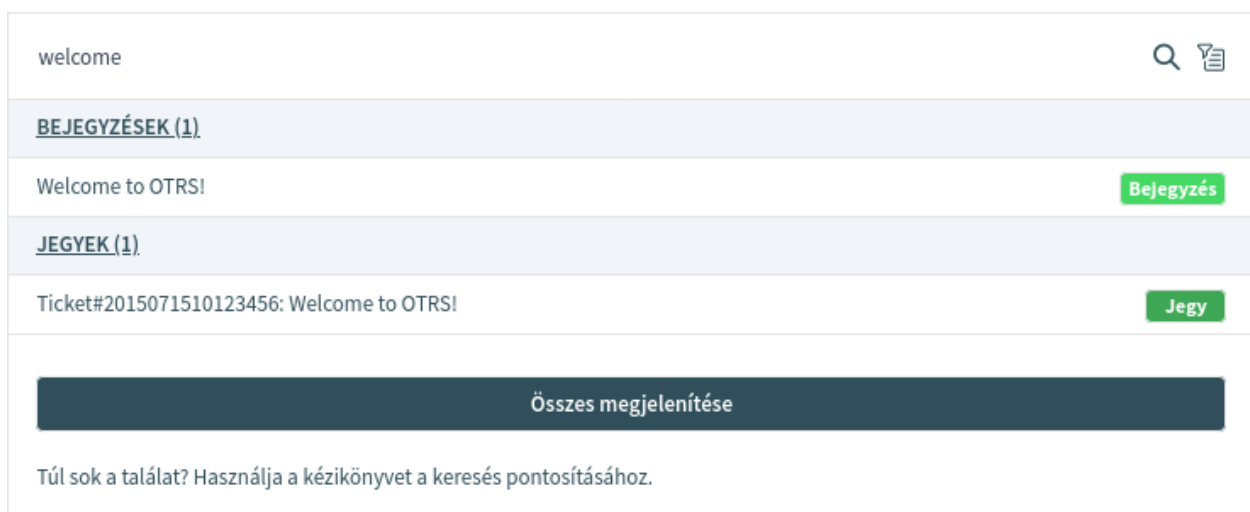 welcome
BEJEGYZÉSEK (1)
Welcome to OTRS!
Bejegyzés
JEGYEK (1)
Ticket#2015071510123456: Welcome to OTRS!
Jegy
Összes megjelenítése
Túl sok a találat? Használja a kézikönyvet a keresés pontosításához.